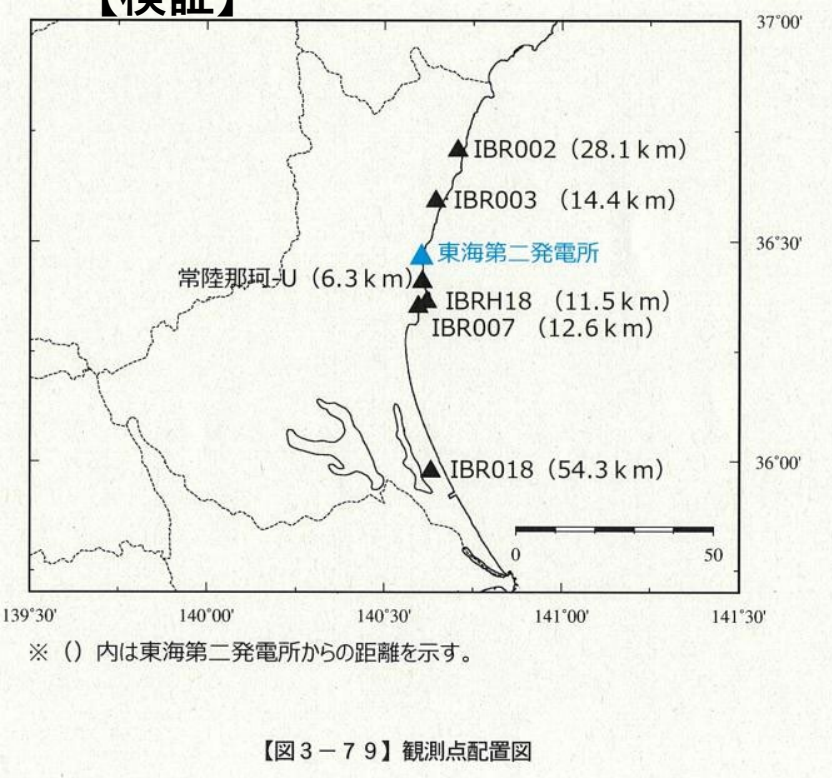 【検証】
37°00'
IBR002（28.1ｋｍ）
IBR003 （14.4ｋｍ）
東海第二発電所
36°30'
常陸那珂-U（6.3ｋｍ）
IBRH18 （11.5ｋｍ）
IBR007 （12.6ｋｍ）
IBR018（54.3ｋｍ）
36°00'
0 50
139°30' 140°00' 140°30' 141°00' 141°30'
※（）内は東海第二発電所からの距離を示す。
【図３－７９】観測点配置図